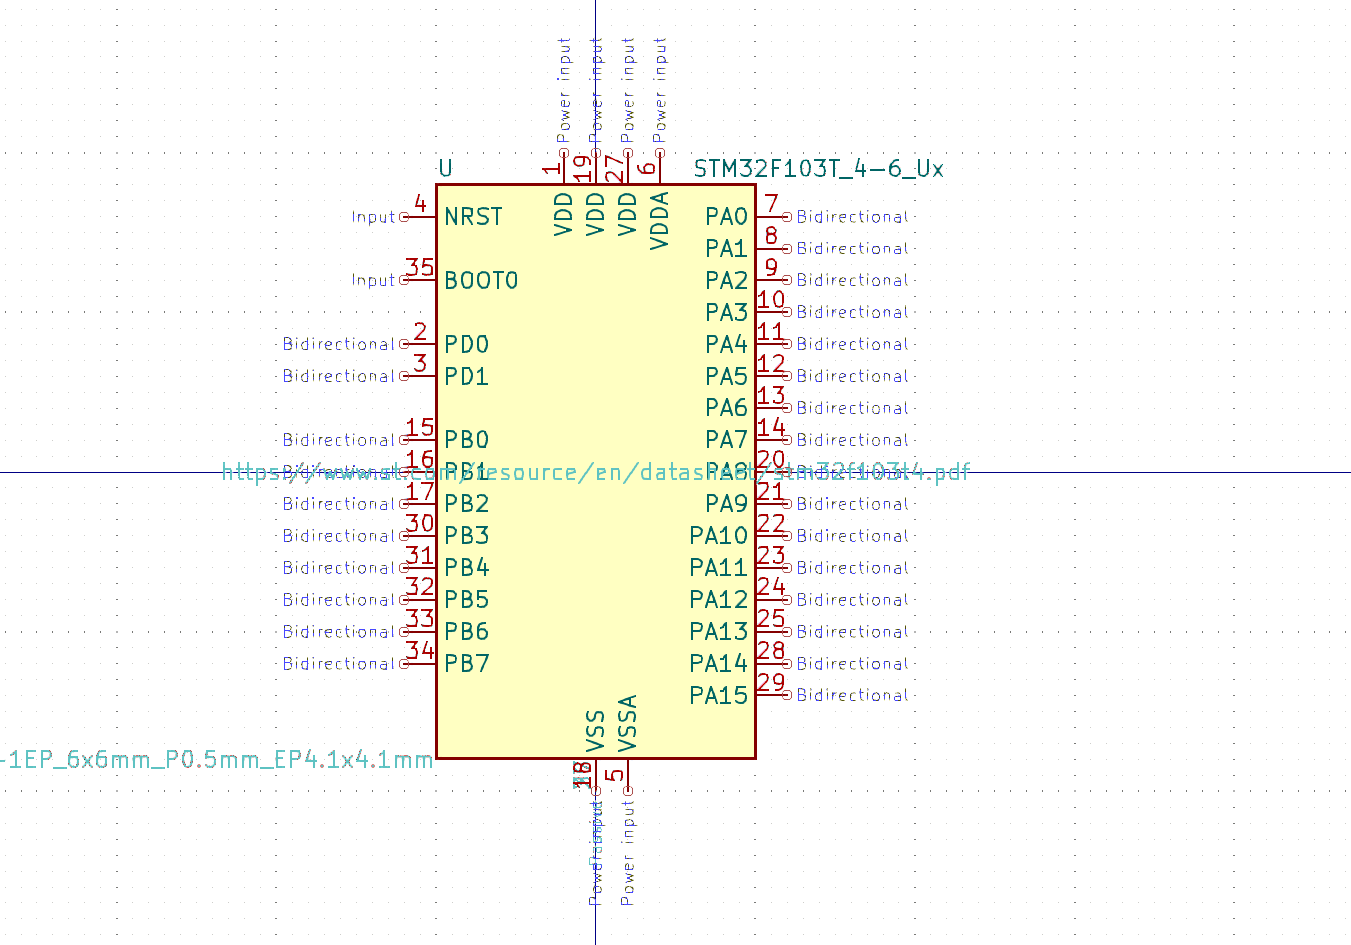 Power input Power input Power input Power input
1 19 27 6
U STM32F103T_4-6_Ux
VDD VDD VDD VDDA
Input 4 NRST PA0 7 Bidirectional
PA1 8 Bidirectional
Input 35 BOOT0 PA2 9 Bidirectional
PA3 10 Bidirectional
Bidirectional 2 PD0 PA4 11 Bidirectional
Bidirectional 3 PD1 PA5 12 Bidirectional
PA6 13 Bidirectional
Bidirectional 15 PB0 PA7 14 Bidirectional
Bidirectional 16 PB1 PA8 20 Bidirectional
https://www.st.com/resource/en/datasheet/stm32f103t4.pdf
Bidirectional 17 PB2 PA9 21 Bidirectional
Bidirectional 30 PB3 PA10 22 Bidirectional
Bidirectional 31 PB4 PA11 23 Bidirectional
Bidirectional 32 PB5 PA12 24 Bidirectional
Bidirectional 33 PB6 PA13 25 Bidirectional
Bidirectional 34 PB7 PA14 28 Bidirectional
PA15 29 Bidirectional
VSS VSSA
-1EP_6x6mm_P0.5mm_EP4.1x4.1mm
18 5
Power input Power input